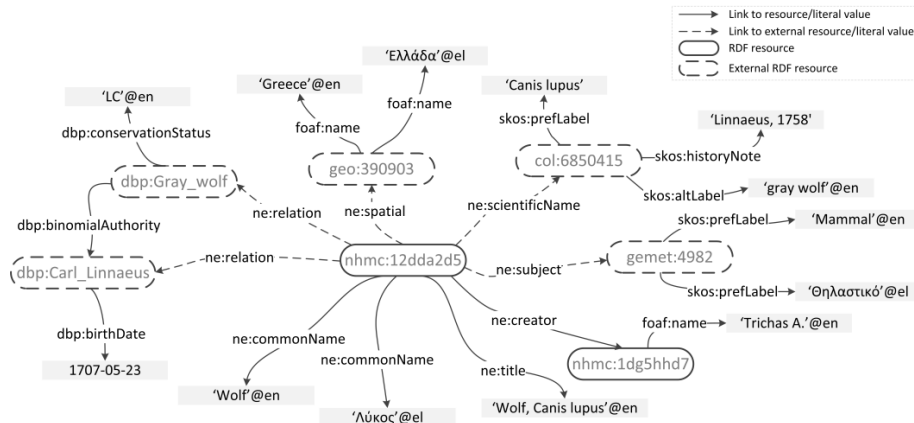 Link to resource/literal value
Link to external resource/literal value
RDF resource
External RDF resource
'Ελλάδα'@el
'Greece'@en
'Canis lupus'
'LC'@en
foaf:name
foaf:name
skos:prefLabel
'Linnaeus, 1758'
dbp:conservationStatus
geo:390903
col:6850415
skos:historyNote
dbp:Gray_wolf
skos:altLabel
'gray wolf'@en
ne:relation
ne:spatial
ne:scientificName
dbp:binomialAuthority
skos:prefLabel
'Mammal'@en
dbp:Carl_Linnaeus
ne:relation
nhmc:12dda2d5
ne:subject
gemet:4982
skos:prefLabel
'Θηλαστικό'@el
dbp:birthDate
ne:commonName
ne:commonName
ne:creator
foaf:name
'Trichas A.'@en
1707-05-23
ne:title
nhmc:1dg5hhd7
'Wolf'@en
'Λύκος'@el
'Wolf, Canis lupus'@en